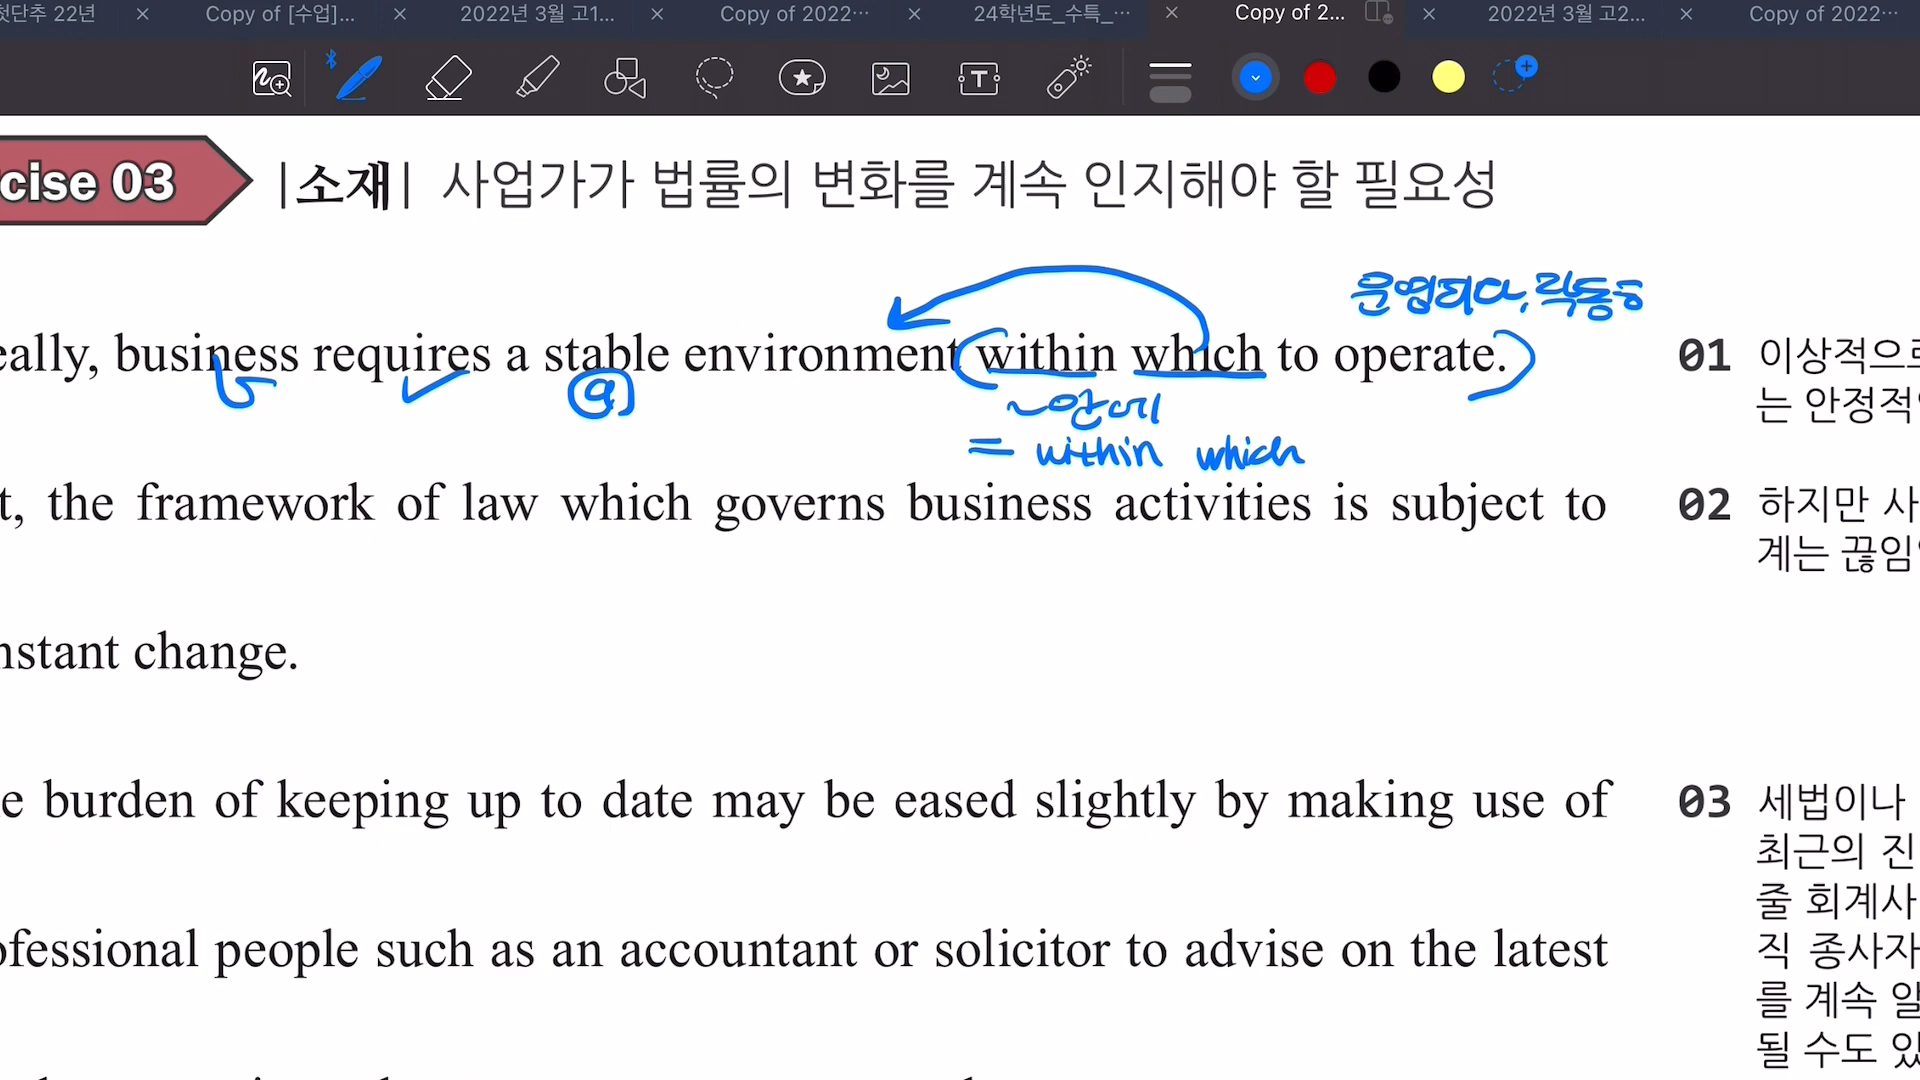 첫단추 22년 Copy of [수업]... 2022년 3월 고1... Copy of 2022... 24학년도_수특_... Copy of 2... 2022년 3월 고2... Copy of 2022...
cise 03 |소재| 사업가가 법률의 변화를 계속 인지해야 할 필요성
운영되다, 작동
eally, business requires a stable environment within which to operate.
S
ⓐ
~안에
= within which
t, the framework of law which governs business activities is subject to
nstant change.
e burden of keeping up to date may be eased slightly by making use of
ofessional people such as an accountant or solicitor to advise on the latest
01 이상적으로
는 안정적
02 하지만 사
계는 끊임
03 세법이나
최근의 진
줄 회계사
직 종사자
를 계속 알
될 수도 있